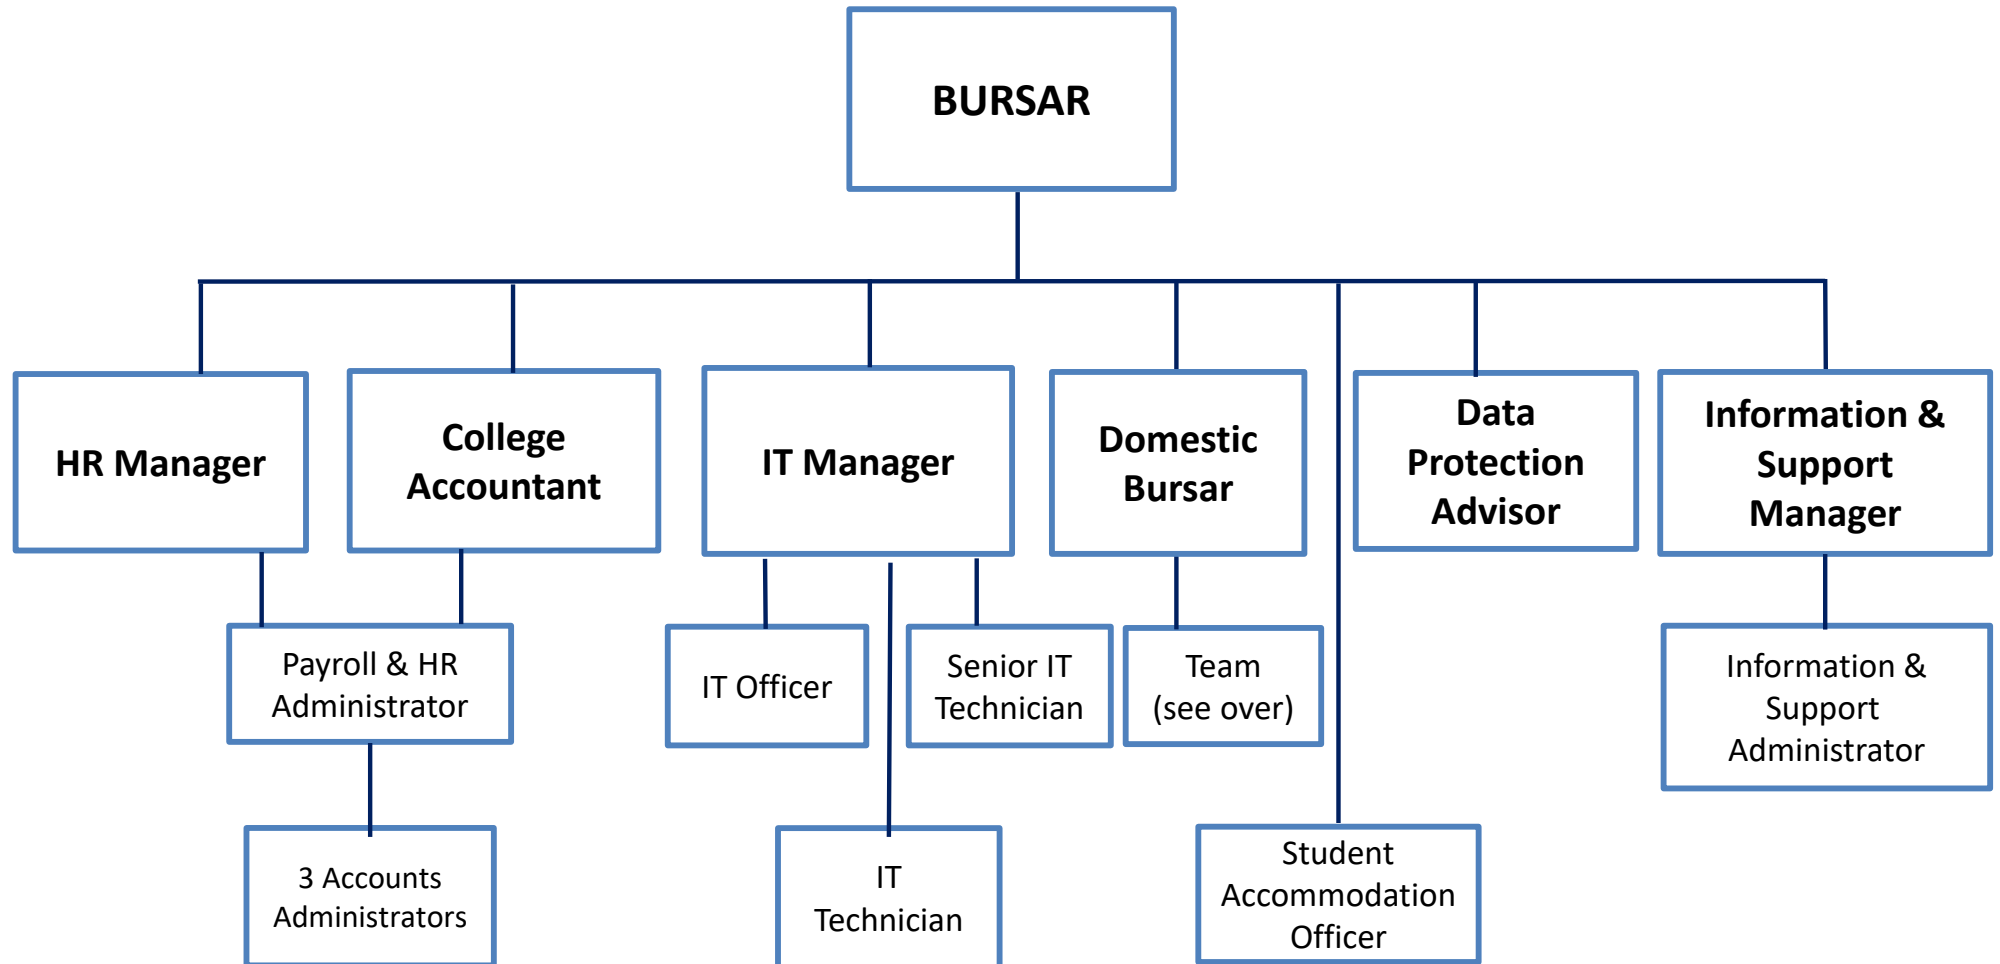 BURSAR
HR Manager
College
Accountant
IT Manager
Domestic
Bursar
Data
Protection
Advisor
Information &
Support
Manager
Payroll & HR
Administrator
IT Officer
Senior IT
Technician
Team
(see over)
Information &
Support
Administrator
3 Accounts
Administrators
IT
Technician
Student
Accommodation
Officer